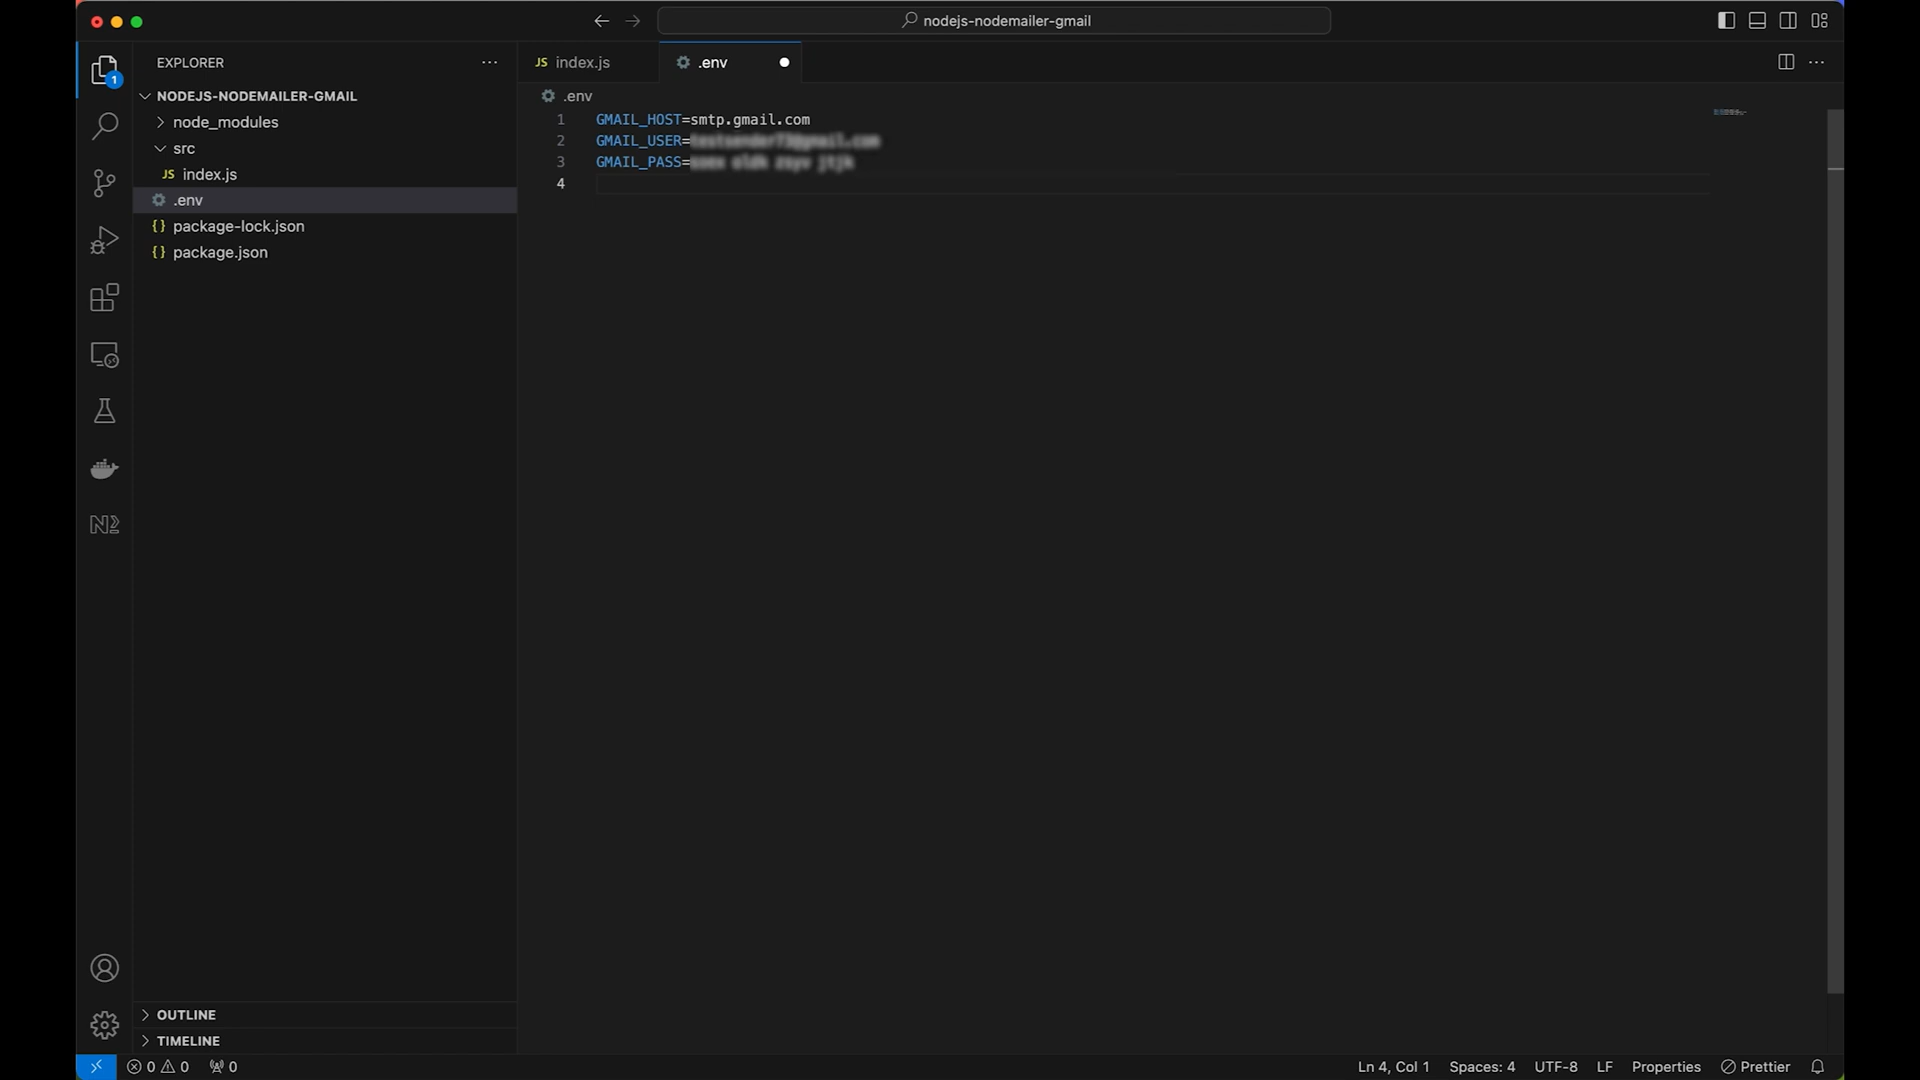 nodejs-nodemailer-gmail
EXPLORER
JS index.js
.env
1
NODEJS-NODEMAILER-GMAIL
node_modules
src
JS index.js
.env
{} package-lock.json
{} package.json
.env
1 GMAIL_HOST=smtp.gmail.com
2 GMAIL_USER=
3 GMAIL_PASS=
4
OUTLINE
TIMELINE
0 0 0
Ln 4, Col 1 Spaces: 4 UTF-8 LF Properties Prettier